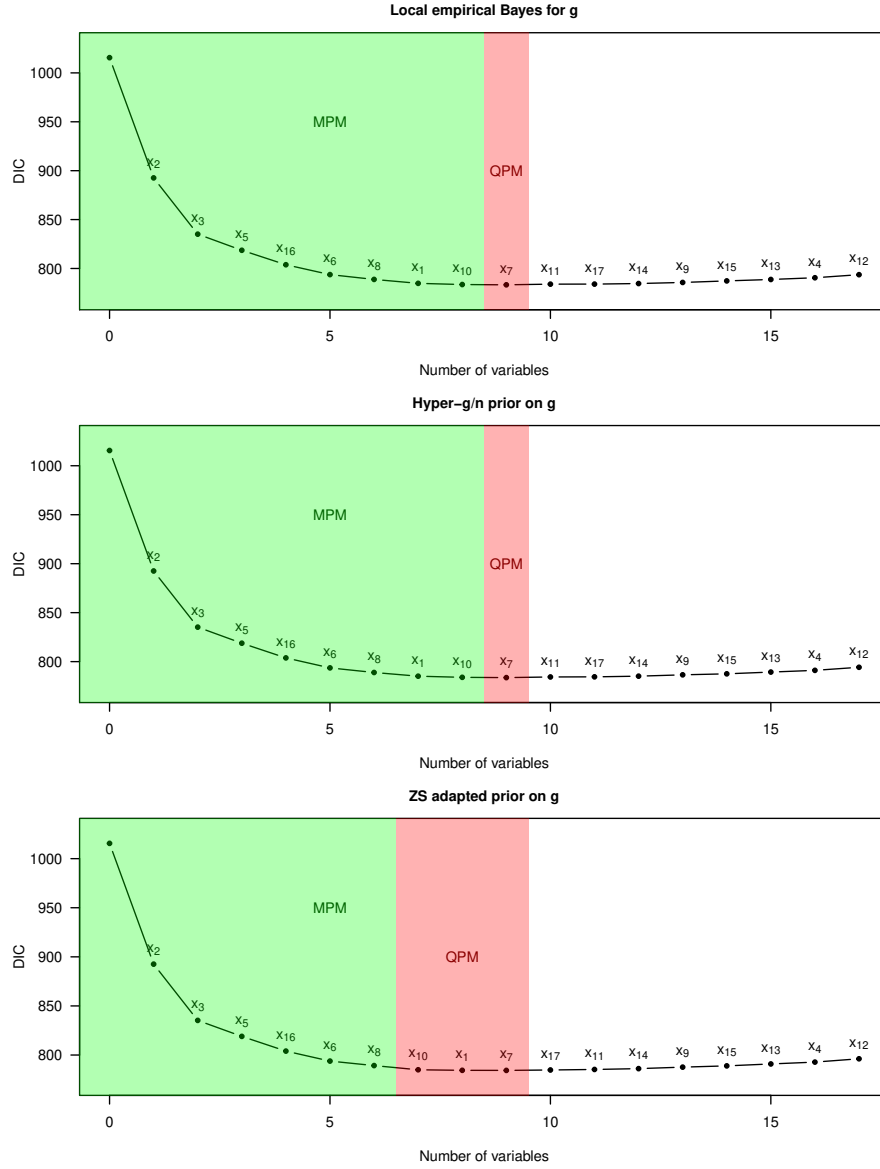 Local empirical Bayes for g
1000
950
900
850
800
DIC
MPM
QPM
x2
x3
x5
x16
x6
x8
x1
x10
x7
x11
x17
x14
x9
x15
x13
x4
x12
0
5
10
15
Number of variables
Hyper−g/n prior on g
1000
950
900
850
800
DIC
MPM
QPM
x2
x3
x5
x16
x6
x8
x1
x10
x7
x11
x17
x14
x9
x15
x13
x4
x12
0
5
10
15
Number of variables
ZS adapted prior on g
1000
950
900
850
800
DIC
MPM
QPM
x2
x3
x5
x16
x6
x8
x10
x1
x7
x17
x11
x14
x9
x15
x13
x4
x12
0
5
10
15
Number of variables